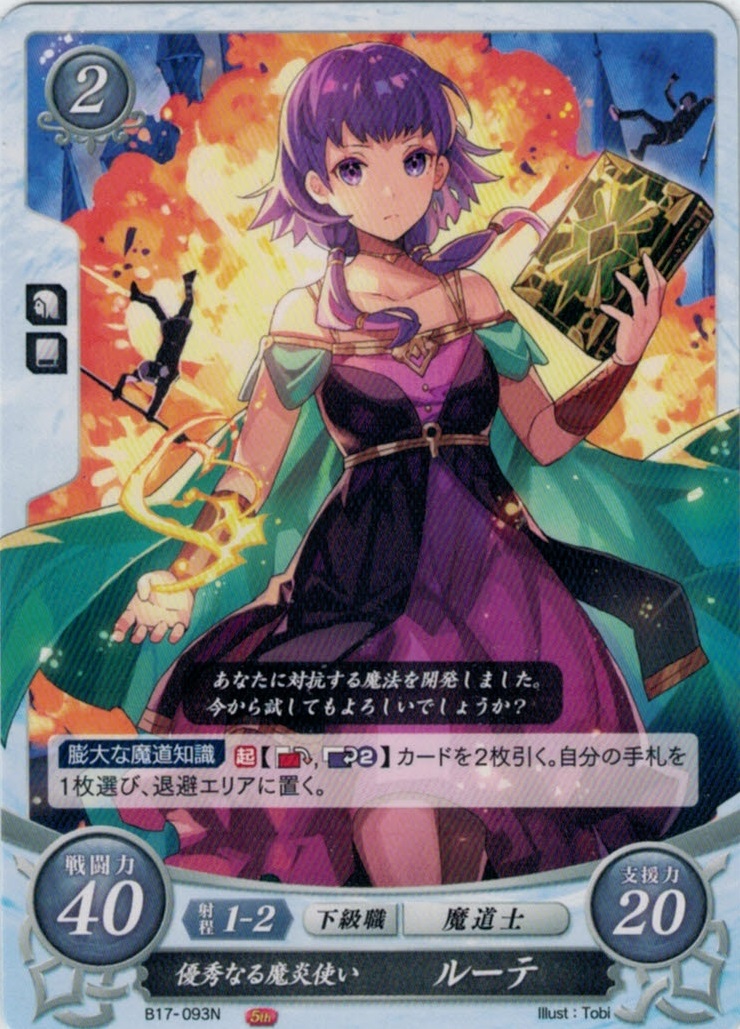 2
あなたに対抗する魔法を開発しました。
今から試してもよろしいでしょうか?
膨大な魔道知識 起【 , 2】カードを2枚引く。自分の手札を
1枚選び、退避エリアに置く。
戦闘力
40
射程 1-2 下級職 魔道士
支援力
20
優秀なる魔炎使い ルーテ
B17-093N 5th Illust : Tobi